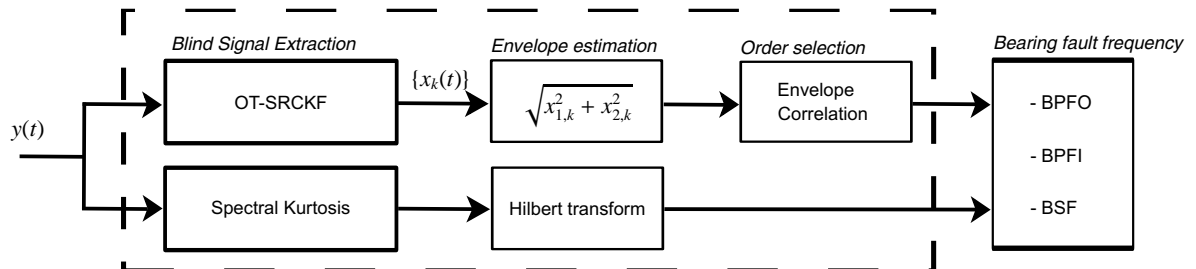 Blind Signal Extraction
Envelope estimation
Order selection
Bearing fault frequency
y(t)
OT-SRCKF
{x_k(t)}
√(x²_{1,k} + x²_{2,k})
Envelope
Correlation
- BPFO
- BPFI
- BSF
Spectral Kurtosis
Hilbert transform